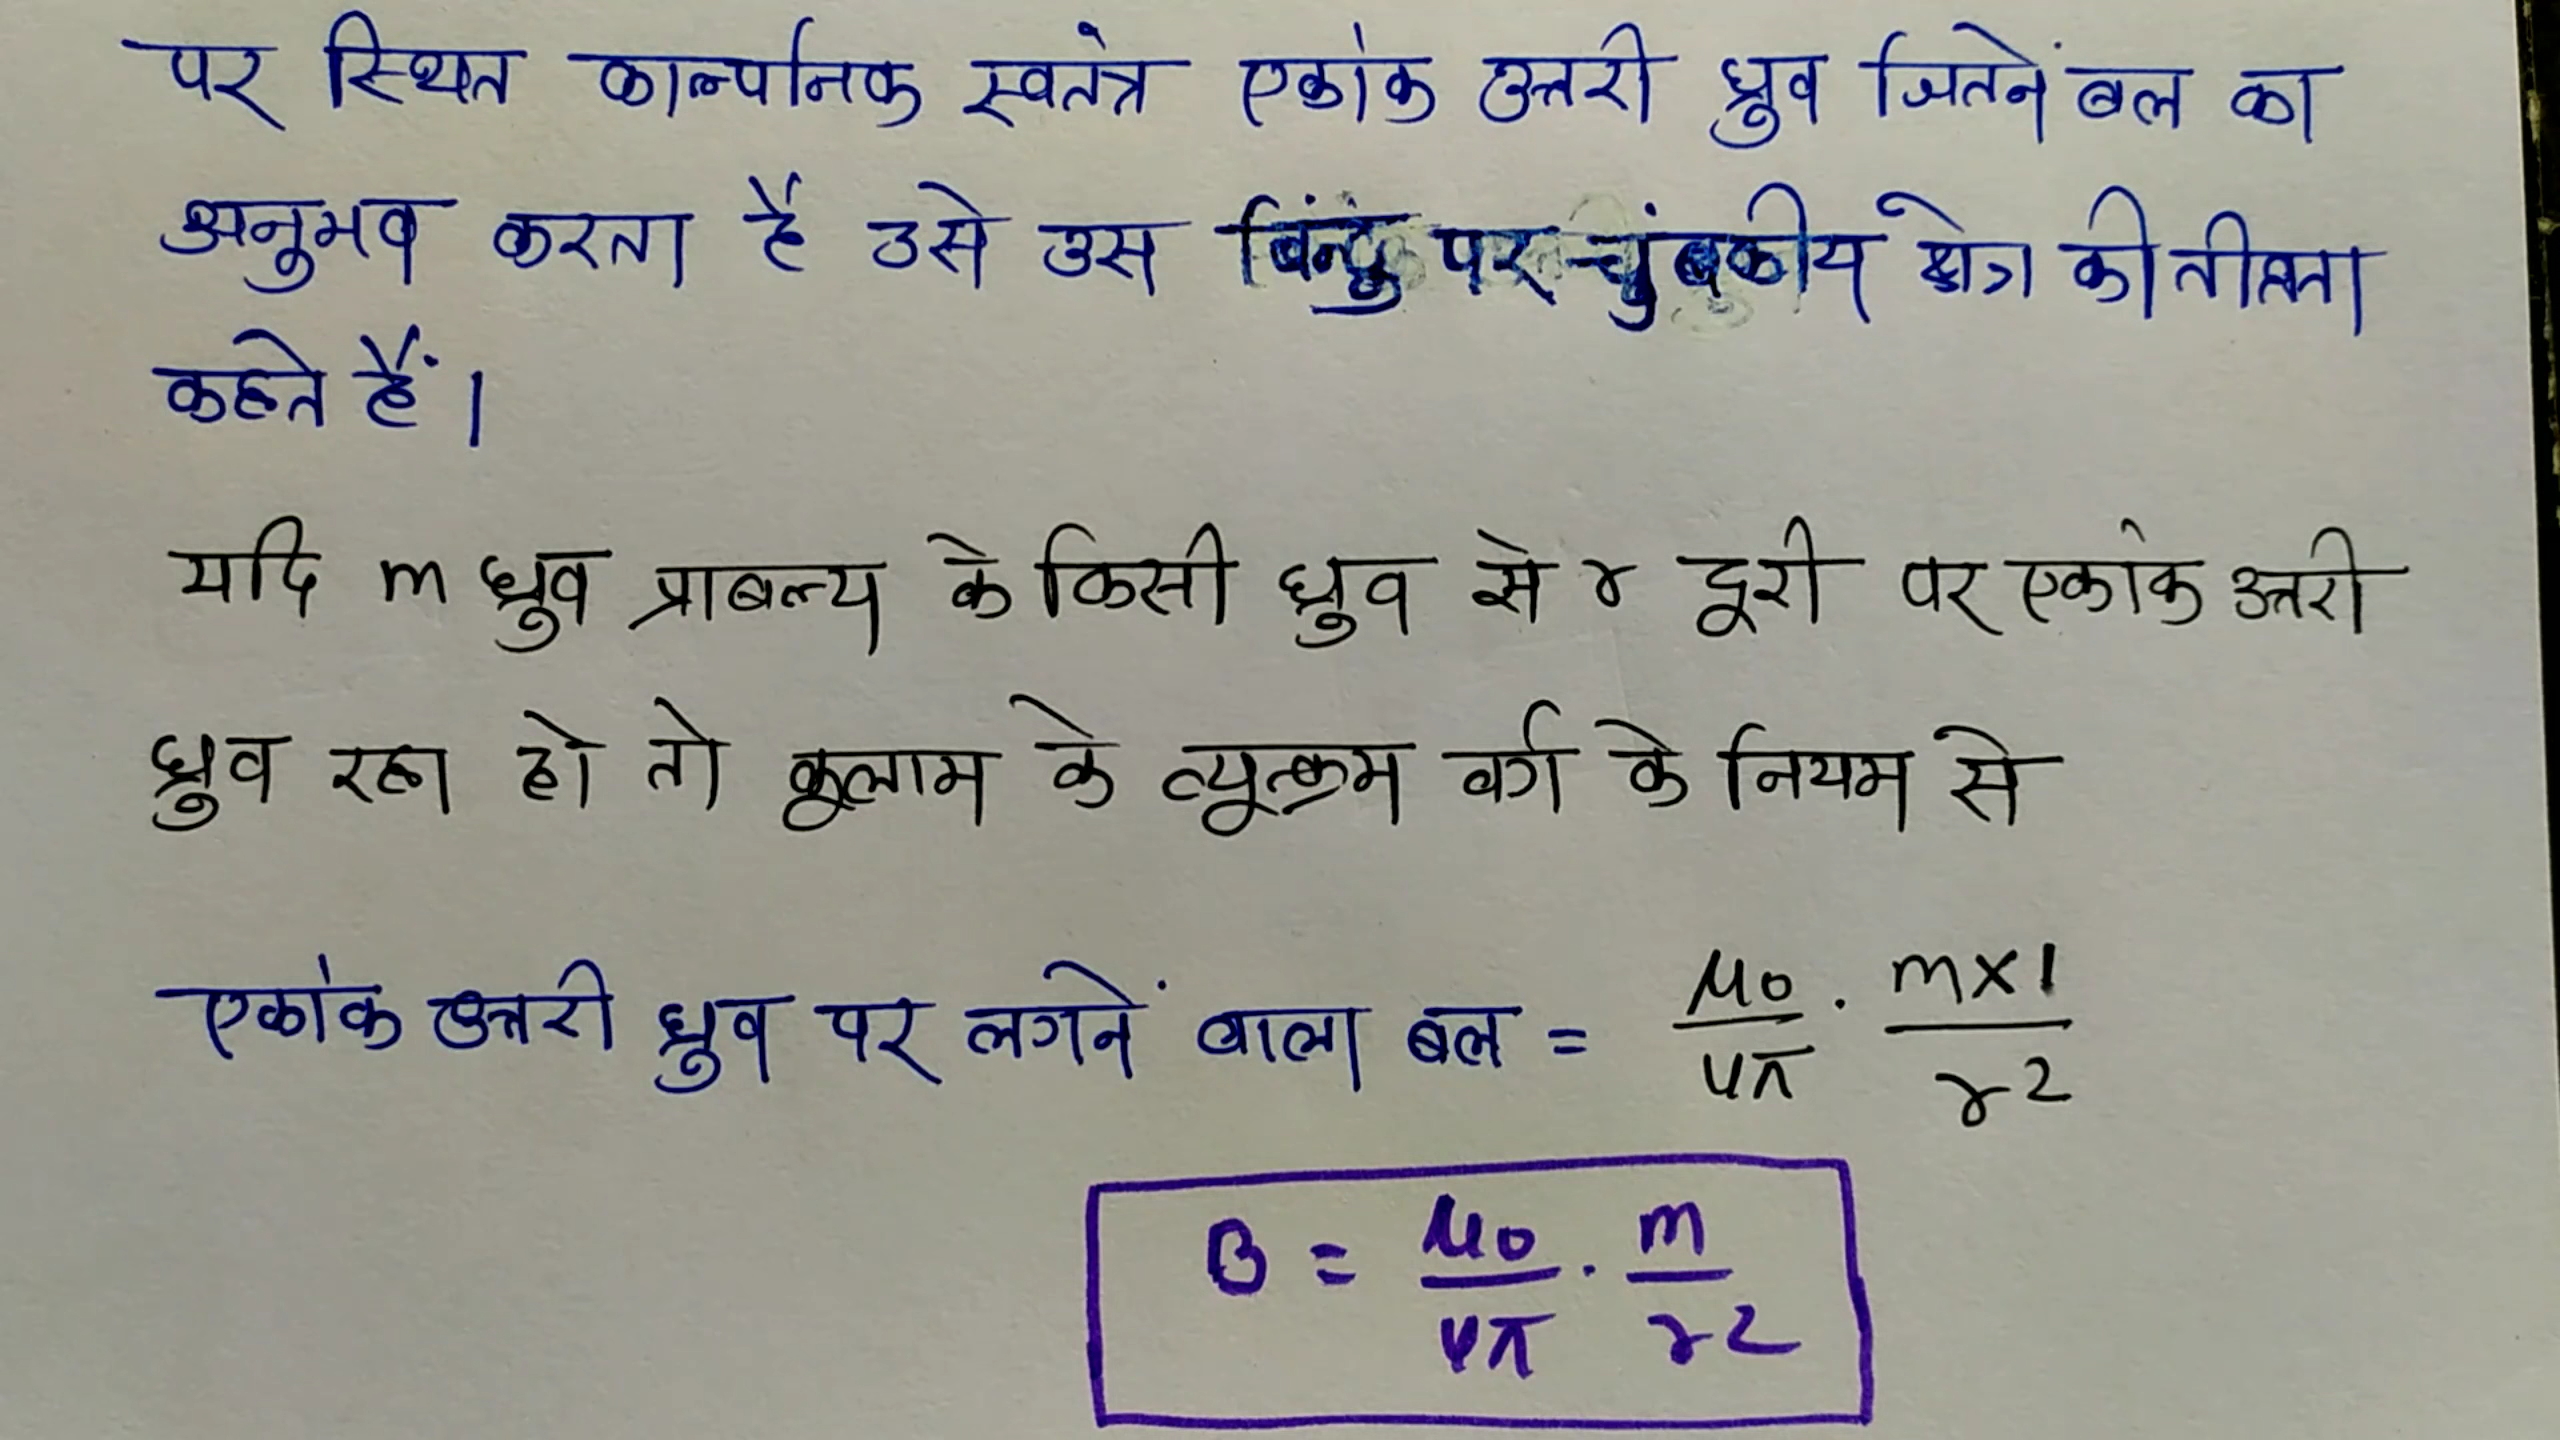 पर स्थित काल्पनिक स्वतंत्र एकांक उत्तरी ध्रुव जितनें बल का
अनुभव करता है उसे उस बिंन्दु पर चुंबकीय क्षेत्र की तीव्रता
कहते हैं।
यदि m ध्रुव प्राबल्य के किसी ध्रुव से r दूरी पर एकांक उत्तरी
ध्रुव रखा हो तो कूलाम के व्युत्क्रम वर्ग के नियम से
एकांक उत्तरी ध्रुव पर लगनें वाला बल = μ0/4π · m×1/r2
B = μ0/4π · m/r2